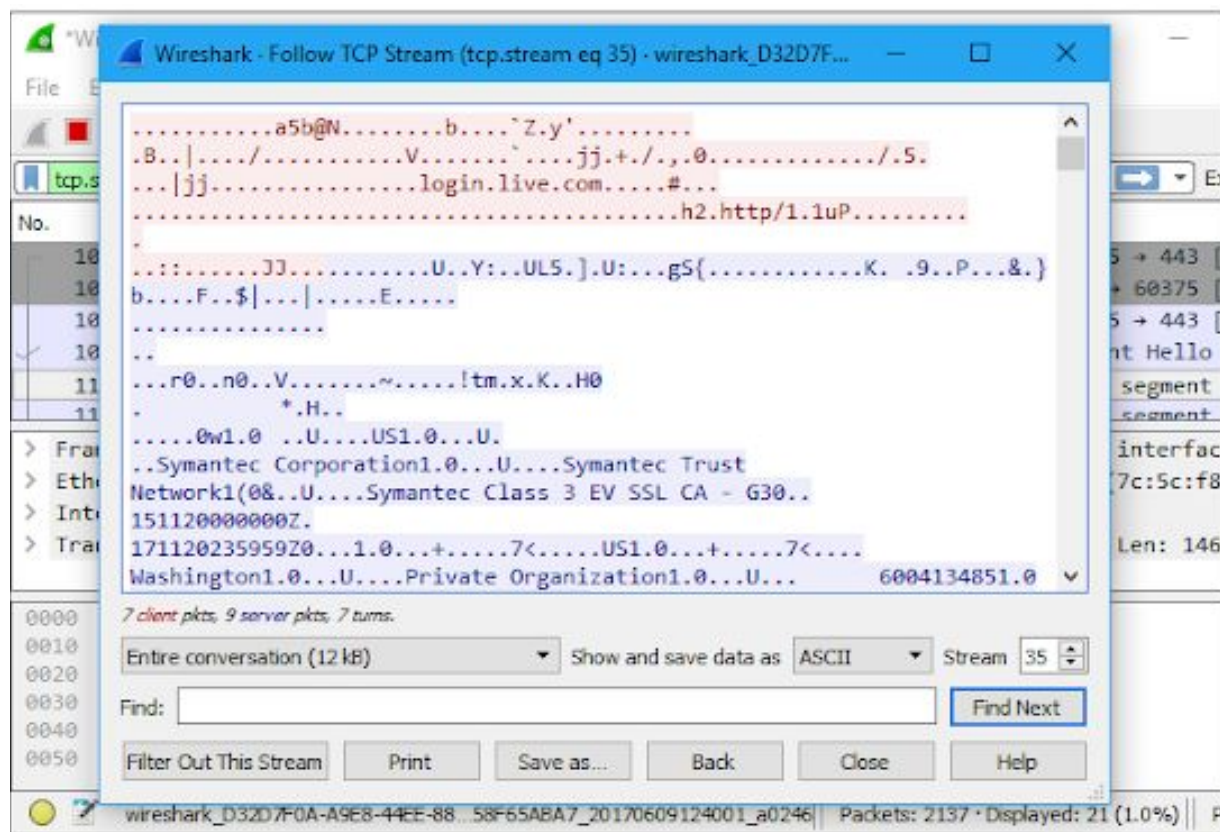 Wireshark · Follow TCP Stream (tcp.stream eq 35) · wireshark_D32D7F...
File
tcp.s
No.
...........a5b@N........b....`Z.y'.........
.B..|..../...........V.......`....jj.+./.,.0............./.5.
...|jj................login.live.com.....#...
..........................................h2.http/1.1uP.........
.
..::......JJ............U..Y:..UL5.].U:...gS{............K. .9..P...&.}
b....F..$|...|.....E.....
...............
..
...r0..n0..V.......~.....!tm.x.K..H0
. *.H..
.....0w1.0 ..U....US1.0...U.
..Symantec Corporation1.0...U....Symantec Trust
Network1(0&..U....Symantec Class 3 EV SSL CA - G30..
151120000000Z.
171120235959Z0...1.0...+.....7<.....US1.0...+.....7<....
Washington1.0...U....Private Organization1.0...U... 6004134851.0
10 5 → 443 [
10 → 60375 [
10 5 → 443 [
10 nt Hello
11 segment
11 segment
Fra interfac
Eth 7c:5c:f8
Int
Tra Len: 146
7 client pkts, 9 server pkts, 7 turns.
Entire conversation (12 kB) Show and save data as ASCII Stream 35
Find: Find Next
Filter Out This Stream Print Save as... Back Close Help
0000
0010
0020
0030
0040
0050
wireshark_D32D7F0A-A9E8-44EE-88...58F65ABA7_20170609124001_a0246 Packets: 2137 · Displayed: 21 (1.0%)